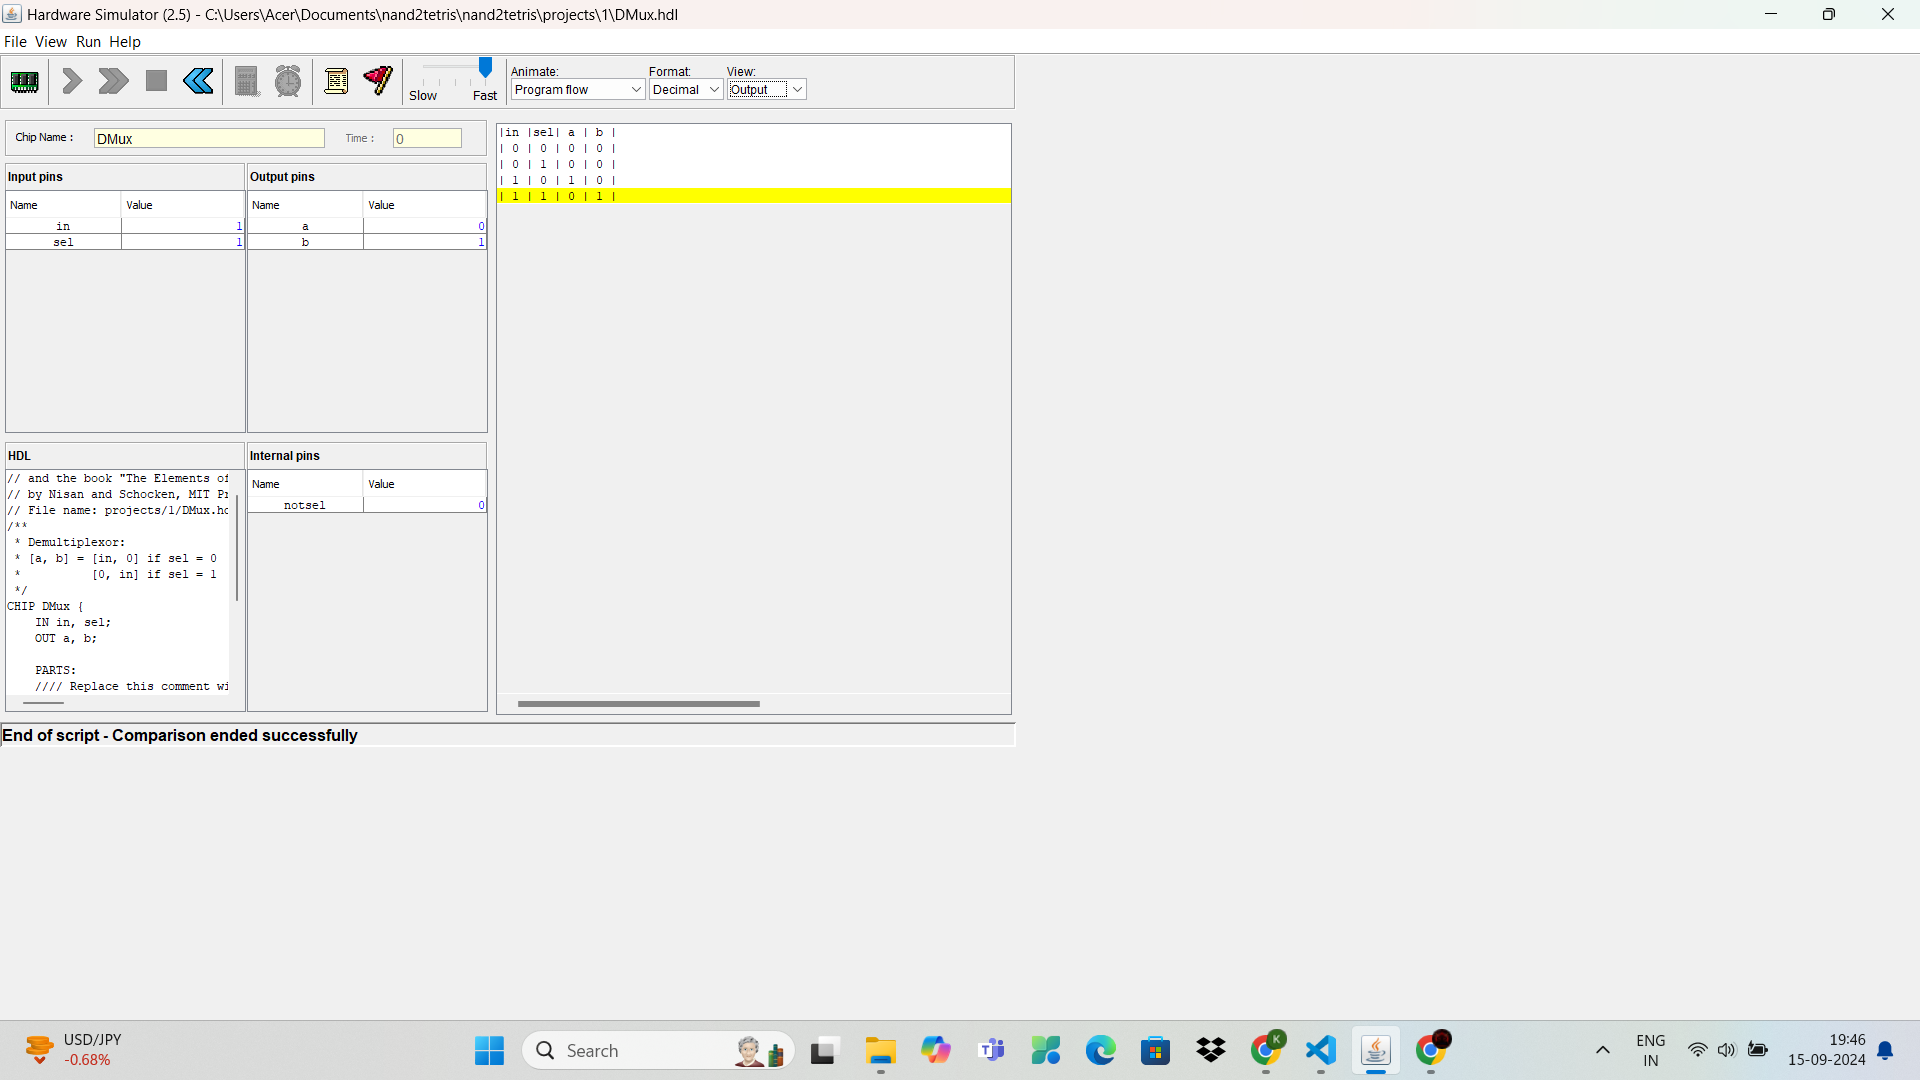 Hardware Simulator (2.5) - C:\Users\Acer\Documents\nand2tetris\nand2tetris\projects\1\DMux.hdl
File View Run Help
Slow Fast
Animate: Format: View:
Program flow Decimal Output
Chip Name : DMux Time : 0
Input pins
Name Value
in 1
sel 1
Output pins
Name Value
a 0
b 1
|in |sel| a | b |
| 0 | 0 | 0 | 0 |
| 0 | 1 | 0 | 0 |
| 1 | 0 | 1 | 0 |
| 1 | 1 | 0 | 1 |
HDL
// and the book "The Elements of
// by Nisan and Schocken, MIT Pr
// File name: projects/1/DMux.hd
/**
* Demultiplexor:
* [a, b] = [in, 0] if sel = 0
* [0, in] if sel = 1
*/
CHIP DMux {
IN in, sel;
OUT a, b;
PARTS:
//// Replace this comment wi
Internal pins
Name Value
notsel 0
End of script - Comparison ended successfully
USD/JPY
-0.68%
Search
K
ENG
IN
19:46
15-09-2024